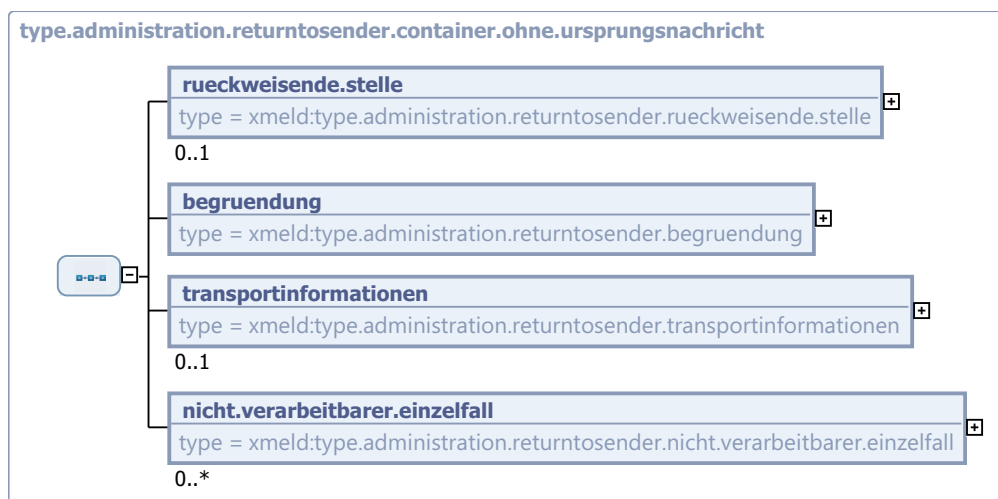 type.administration.returntosender.container.ohne.ursprungsnachricht
rueckweisende.stelle
type = xmeld:type.administration.returntosender.rueckweisende.stelle
0..1
begruendung
type = xmeld:type.administration.returntosender.begruendung
transportinformationen
type = xmeld:type.administration.returntosender.transportinformationen
0..1
nicht.verarbeitbarer.einzelfall
type = xmeld:type.administration.returntosender.nicht.verarbeitbarer.einzelfall
0..*